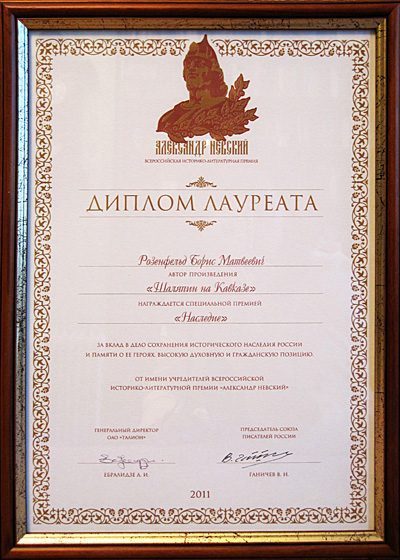 АЛЕКСАНДР НЕВСКИЙ
ВСЕРОССИЙСКАЯ ИСТОРИКО-ЛИТЕРАТУРНАЯ ПРЕМИЯ
ДИПЛОМ ЛАУРЕАТА
Розенфельд Борис Матвеевич
АВТОР ПРОИЗВЕДЕНИЯ
«Шаляпин на Кавказе»
НАГРАЖДАЕТСЯ СПЕЦИАЛЬНОЙ ПРЕМИЕЙ
«Наследие»
ЗА ВКЛАД В ДЕЛО СОХРАНЕНИЯ ИСТОРИЧЕСКОГО НАСЛЕДИЯ РОССИИ
И ПАМЯТИ О ЕЕ ГЕРОЯХ, ВЫСОКУЮ ДУХОВНУЮ И ГРАЖДАНСКУЮ ПОЗИЦИЮ.
ОТ ИМЕНИ УЧРЕДИТЕЛЕЙ ВСЕРОССИЙСКОЙ
ИСТОРИКО-ЛИТЕРАТУРНОЙ ПРЕМИИ «АЛЕКСАНДР НЕВСКИЙ»
ГЕНЕРАЛЬНЫЙ ДИРЕКТОР
ОАО «ТАЛИОН»
ЕБРАЛИДЗЕ А. И.
ПРЕДСЕДАТЕЛЬ СОЮЗА
ПИСАТЕЛЕЙ РОССИИ
ГАНИЧЕВ В. Н.
2011